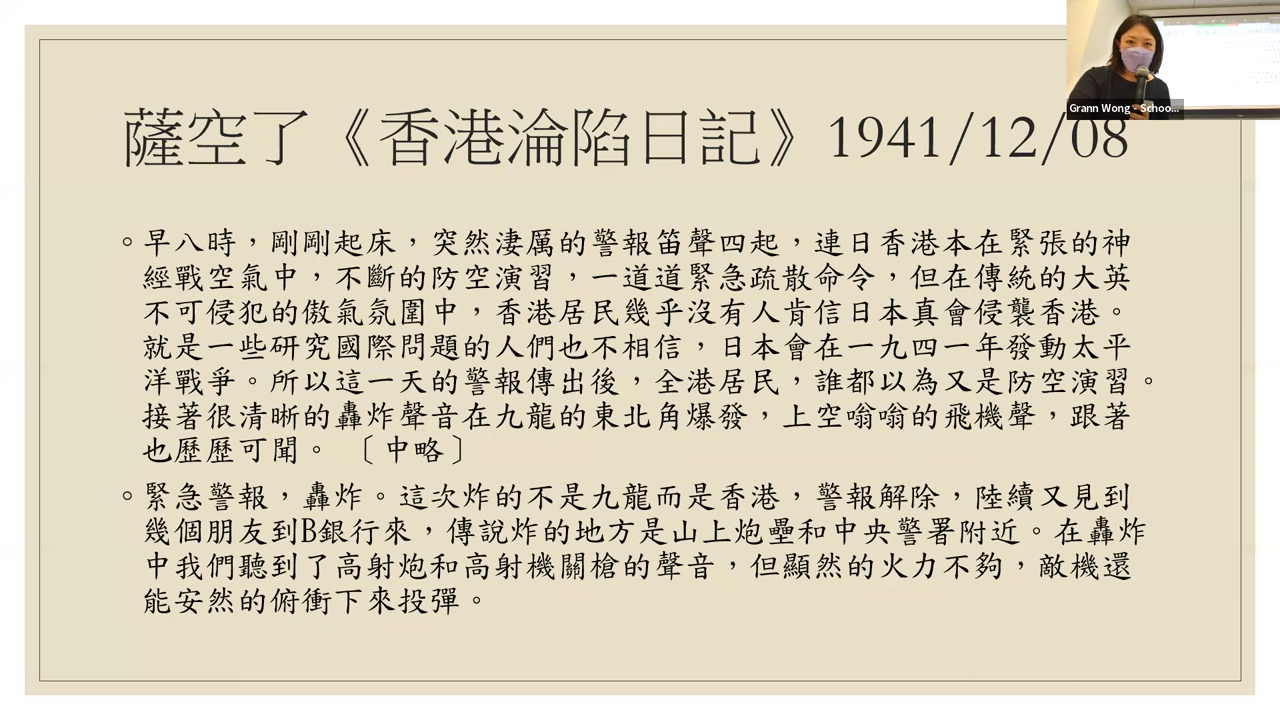 薩空了《香港淪陷日記》1941/12/08
Grann Wong - Schoo...
◦早八時，剛剛起床，突然淒厲的警報笛聲四起，連日香港本在緊張的神
經戰空氣中，不斷的防空演習，一道道緊急疏散命令，但在傳統的大英
不可侵犯的傲氣氛圍中，香港居民幾乎沒有人肯信日本真會侵襲香港。
就是一些研究國際問題的人們也不相信，日本會在一九四一年發動太平
洋戰爭。所以這一天的警報傳出後，全港居民，誰都以為又是防空演習。
接著很清晰的轟炸聲音在九龍的東北角爆發，上空嗡嗡的飛機聲，跟著
也歷歷可聞。〔中略〕
◦緊急警報，轟炸。這次炸的不是九龍而是香港，警報解除，陸續又見到
幾個朋友到B銀行來，傳說炸的地方是山上炮壘和中央警署附近。在轟炸
中我們聽到了高射炮和高射機關槍的聲音，但顯然的火力不夠，敵機還
能安然的俯衝下來投彈。